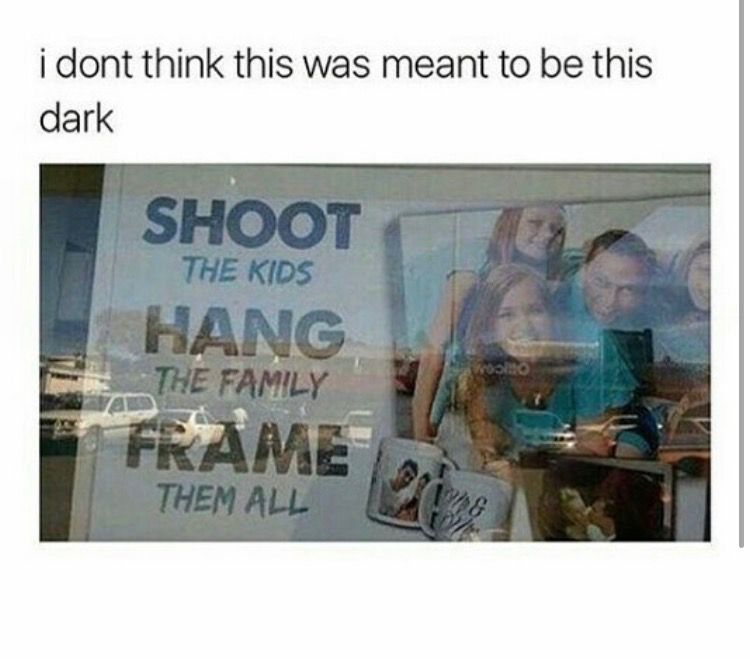 i dont think this was meant to be this
dark
SHOOT
THE KIDS
HANG
THE FAMILY
FRAME
THEM ALL